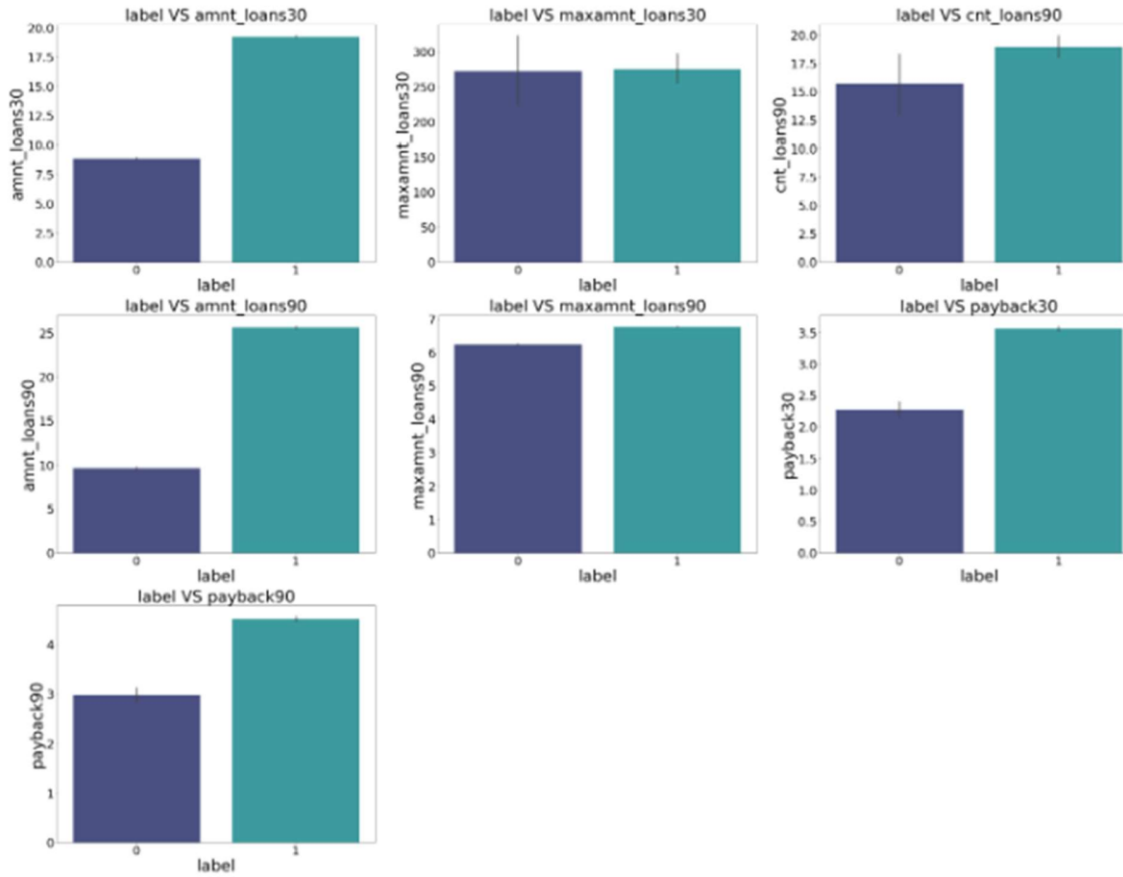 label VS amnt_loans30
20.0
17.5
15.0
12.5
10.0
7.5
5.0
2.5
0.0
amnt_loans30
0 1
label
label VS maxamnt_loans30
300
250
200
150
100
50
0
maxamnt_loans30
0 1
label
label VS cnt_loans90
20.0
17.5
15.0
12.5
10.0
7.5
5.0
2.5
0.0
cnt_loans90
0 1
label
label VS amnt_loans90
25
20
15
10
5
0
amnt_loans90
0 1
label
label VS maxamnt_loans90
7
6
5
4
3
2
1
0
maxamnt_loans90
0 1
label
label VS payback30
3.5
3.0
2.5
2.0
1.5
1.0
0.5
0.0
payback30
0 1
label
label VS payback90
4
3
2
1
0
payback90
0 1
label